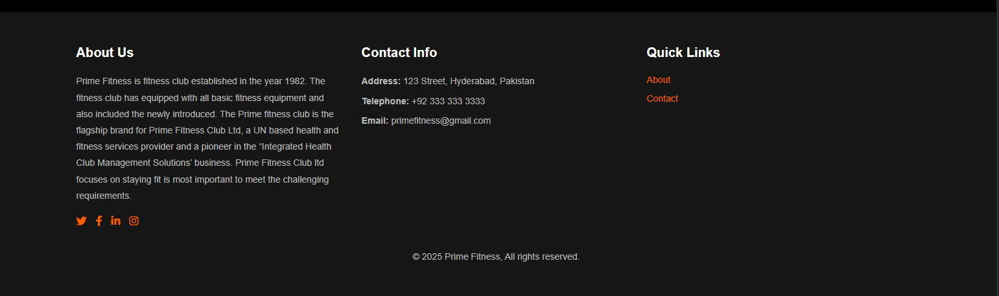 About Us
Prime Fitness is fitness club established in the year 1982. The
fitness club has equipped with all basic fitness equipment and
also included the newly introduced. The Prime fitness club is the
flagship brand for Prime Fitness Club Ltd, a UN based health and
fitness services provider and a pioneer in the “Integrated Health
Club Management Solutions’ business. Prime Fitness Club ltd
focuses on staying fit is most important to meet the challenging
requirements.
Contact Info
Address: 123 Street, Hyderabad, Pakistan
Telephone: +92 333 333 3333
Email: primefitness@gmail.com
Quick Links
About
Contact
© 2025 Prime Fitness, All rights reserved.